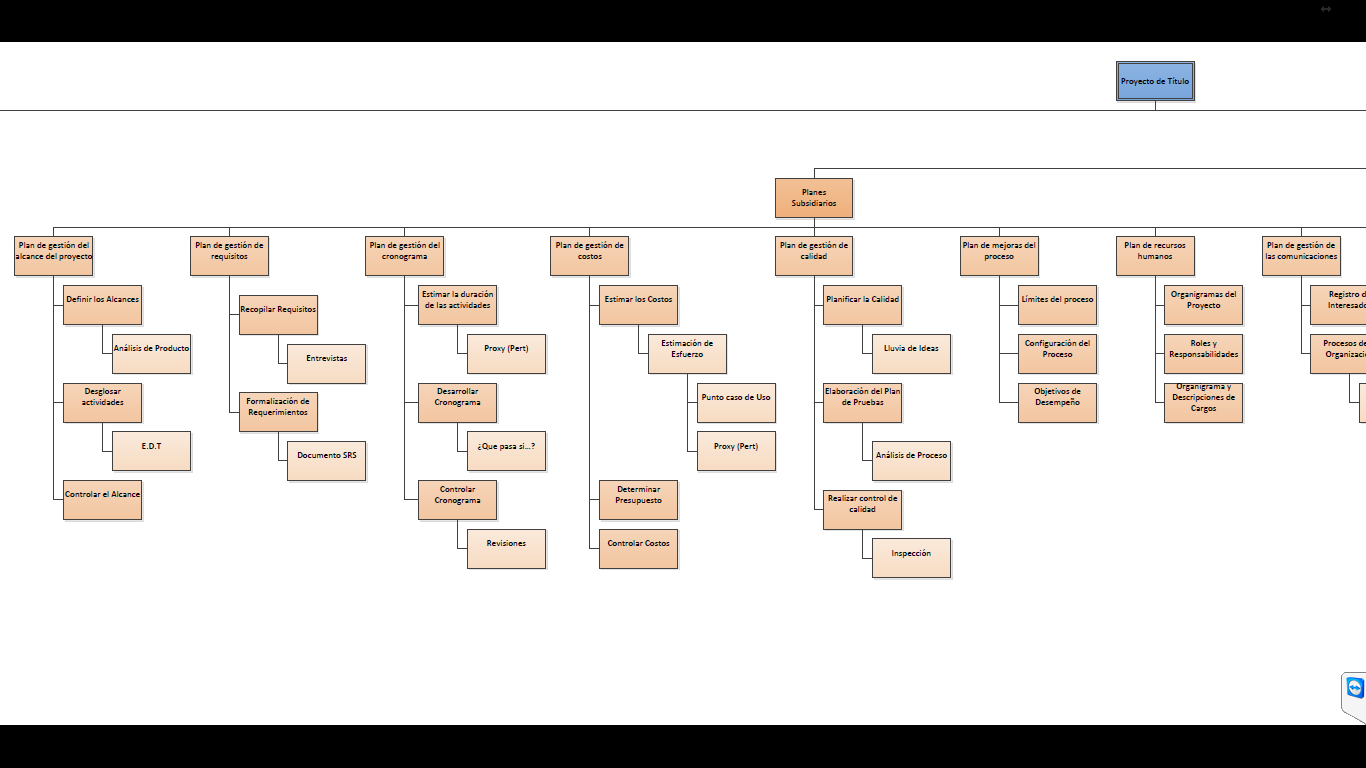 Proyecto de Título
Planes
Subsidiarios
Plan de gestión del
alcance del proyecto
Definir los Alcances
Análisis de Producto
Desglosar
actividades
E.D.T
Controlar el Alcance
Plan de gestión de
requisitos
Recopilar Requisitos
Entrevistas
Formalización de
Requerimientos
Documento SRS
Plan de gestión del
cronograma
Estimar la duración
de las actividades
Proxy (Pert)
Desarrollar
Cronograma
¿Que pasa si...?
Controlar
Cronograma
Revisiones
Plan de gestión de
costos
Estimar los Costos
Estimación de
Esfuerzo
Punto caso de Uso
Proxy (Pert)
Determinar
Presupuesto
Controlar Costos
Plan de gestión de
calidad
Planificar la Calidad
Lluvia de Ideas
Elaboración del Plan
de Pruebas
Análisis de Proceso
Realizar control de
calidad
Inspección
Plan de mejoras del
proceso
Límites del proceso
Configuración del
Proceso
Objetivos de
Desempeño
Plan de recursos
humanos
Organigramas del
Proyecto
Roles y
Responsabilidades
Organigrama y
Descripciones de
Cargos
Plan de gestión de
las comunicaciones
Registro
Procesos